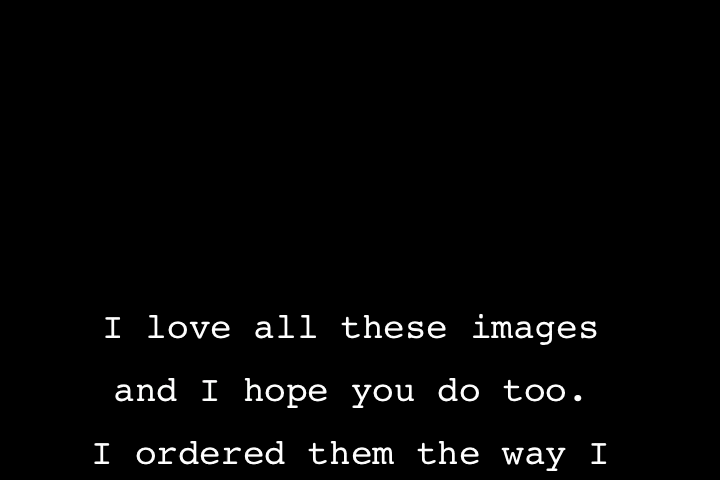 I love all these images
and I hope you do too.
I ordered them the way I